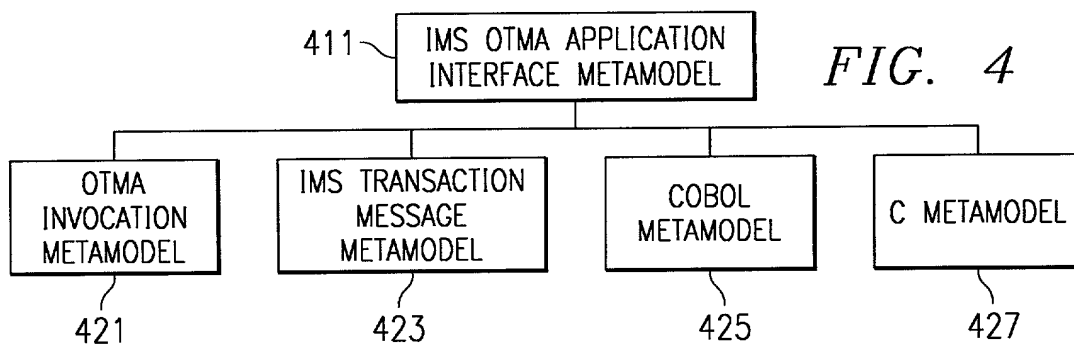 411
IMS OTMA APPLICATION
INTERFACE METAMODEL
FIG. 4
OTMA
INVOCATION
METAMODEL
IMS TRANSACTION
MESSAGE
METAMODEL
COBOL
METAMODEL
C METAMODEL
421
423
425
427